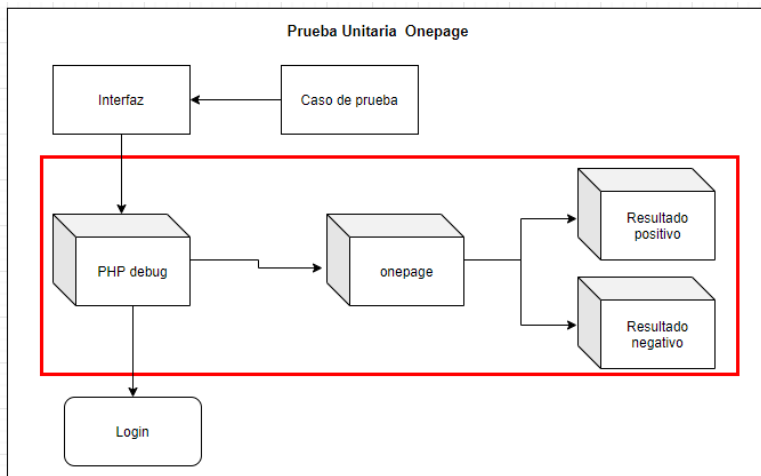 Prueba Unitaria Onepage
Interfaz
Caso de prueba
PHP debug
onepage
Resultado
positivo
Resultado
negativo
Login